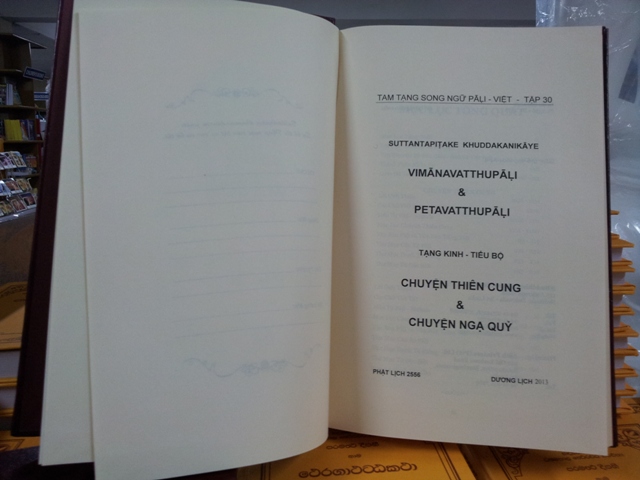 TAM TẠNG SONG NGỮ PĀḶI - VIỆT - TẬP 30
SUTTANTAPIṬAKE KHUDDAKANIKĀYE
VIMĀNAVATTHUPĀḶI
&
PETAVATTHUPĀḶI
TẠNG KINH - TIỂU BỘ
CHUYỆN THIÊN CUNG
&
CHUYỆN NGẠ QUỶ
PHẬT LỊCH 2556
DƯƠNG LỊCH 2013